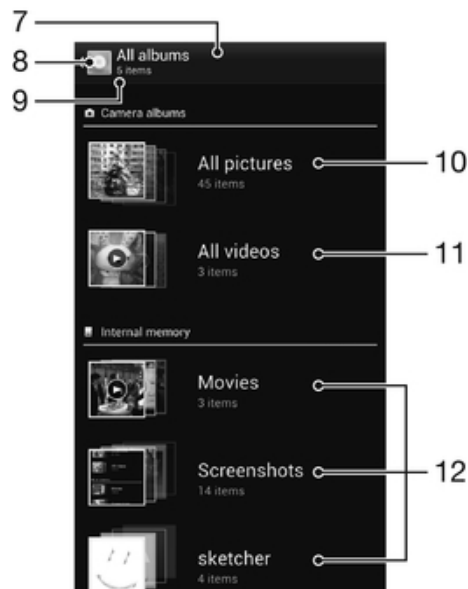 7
8
All albums
5 items
9
Camera albums
All pictures
10
45 items
All videos
11
3 items
Internal memory
Movies
3 items
Screenshots
12
14 items
sketcher
4 items